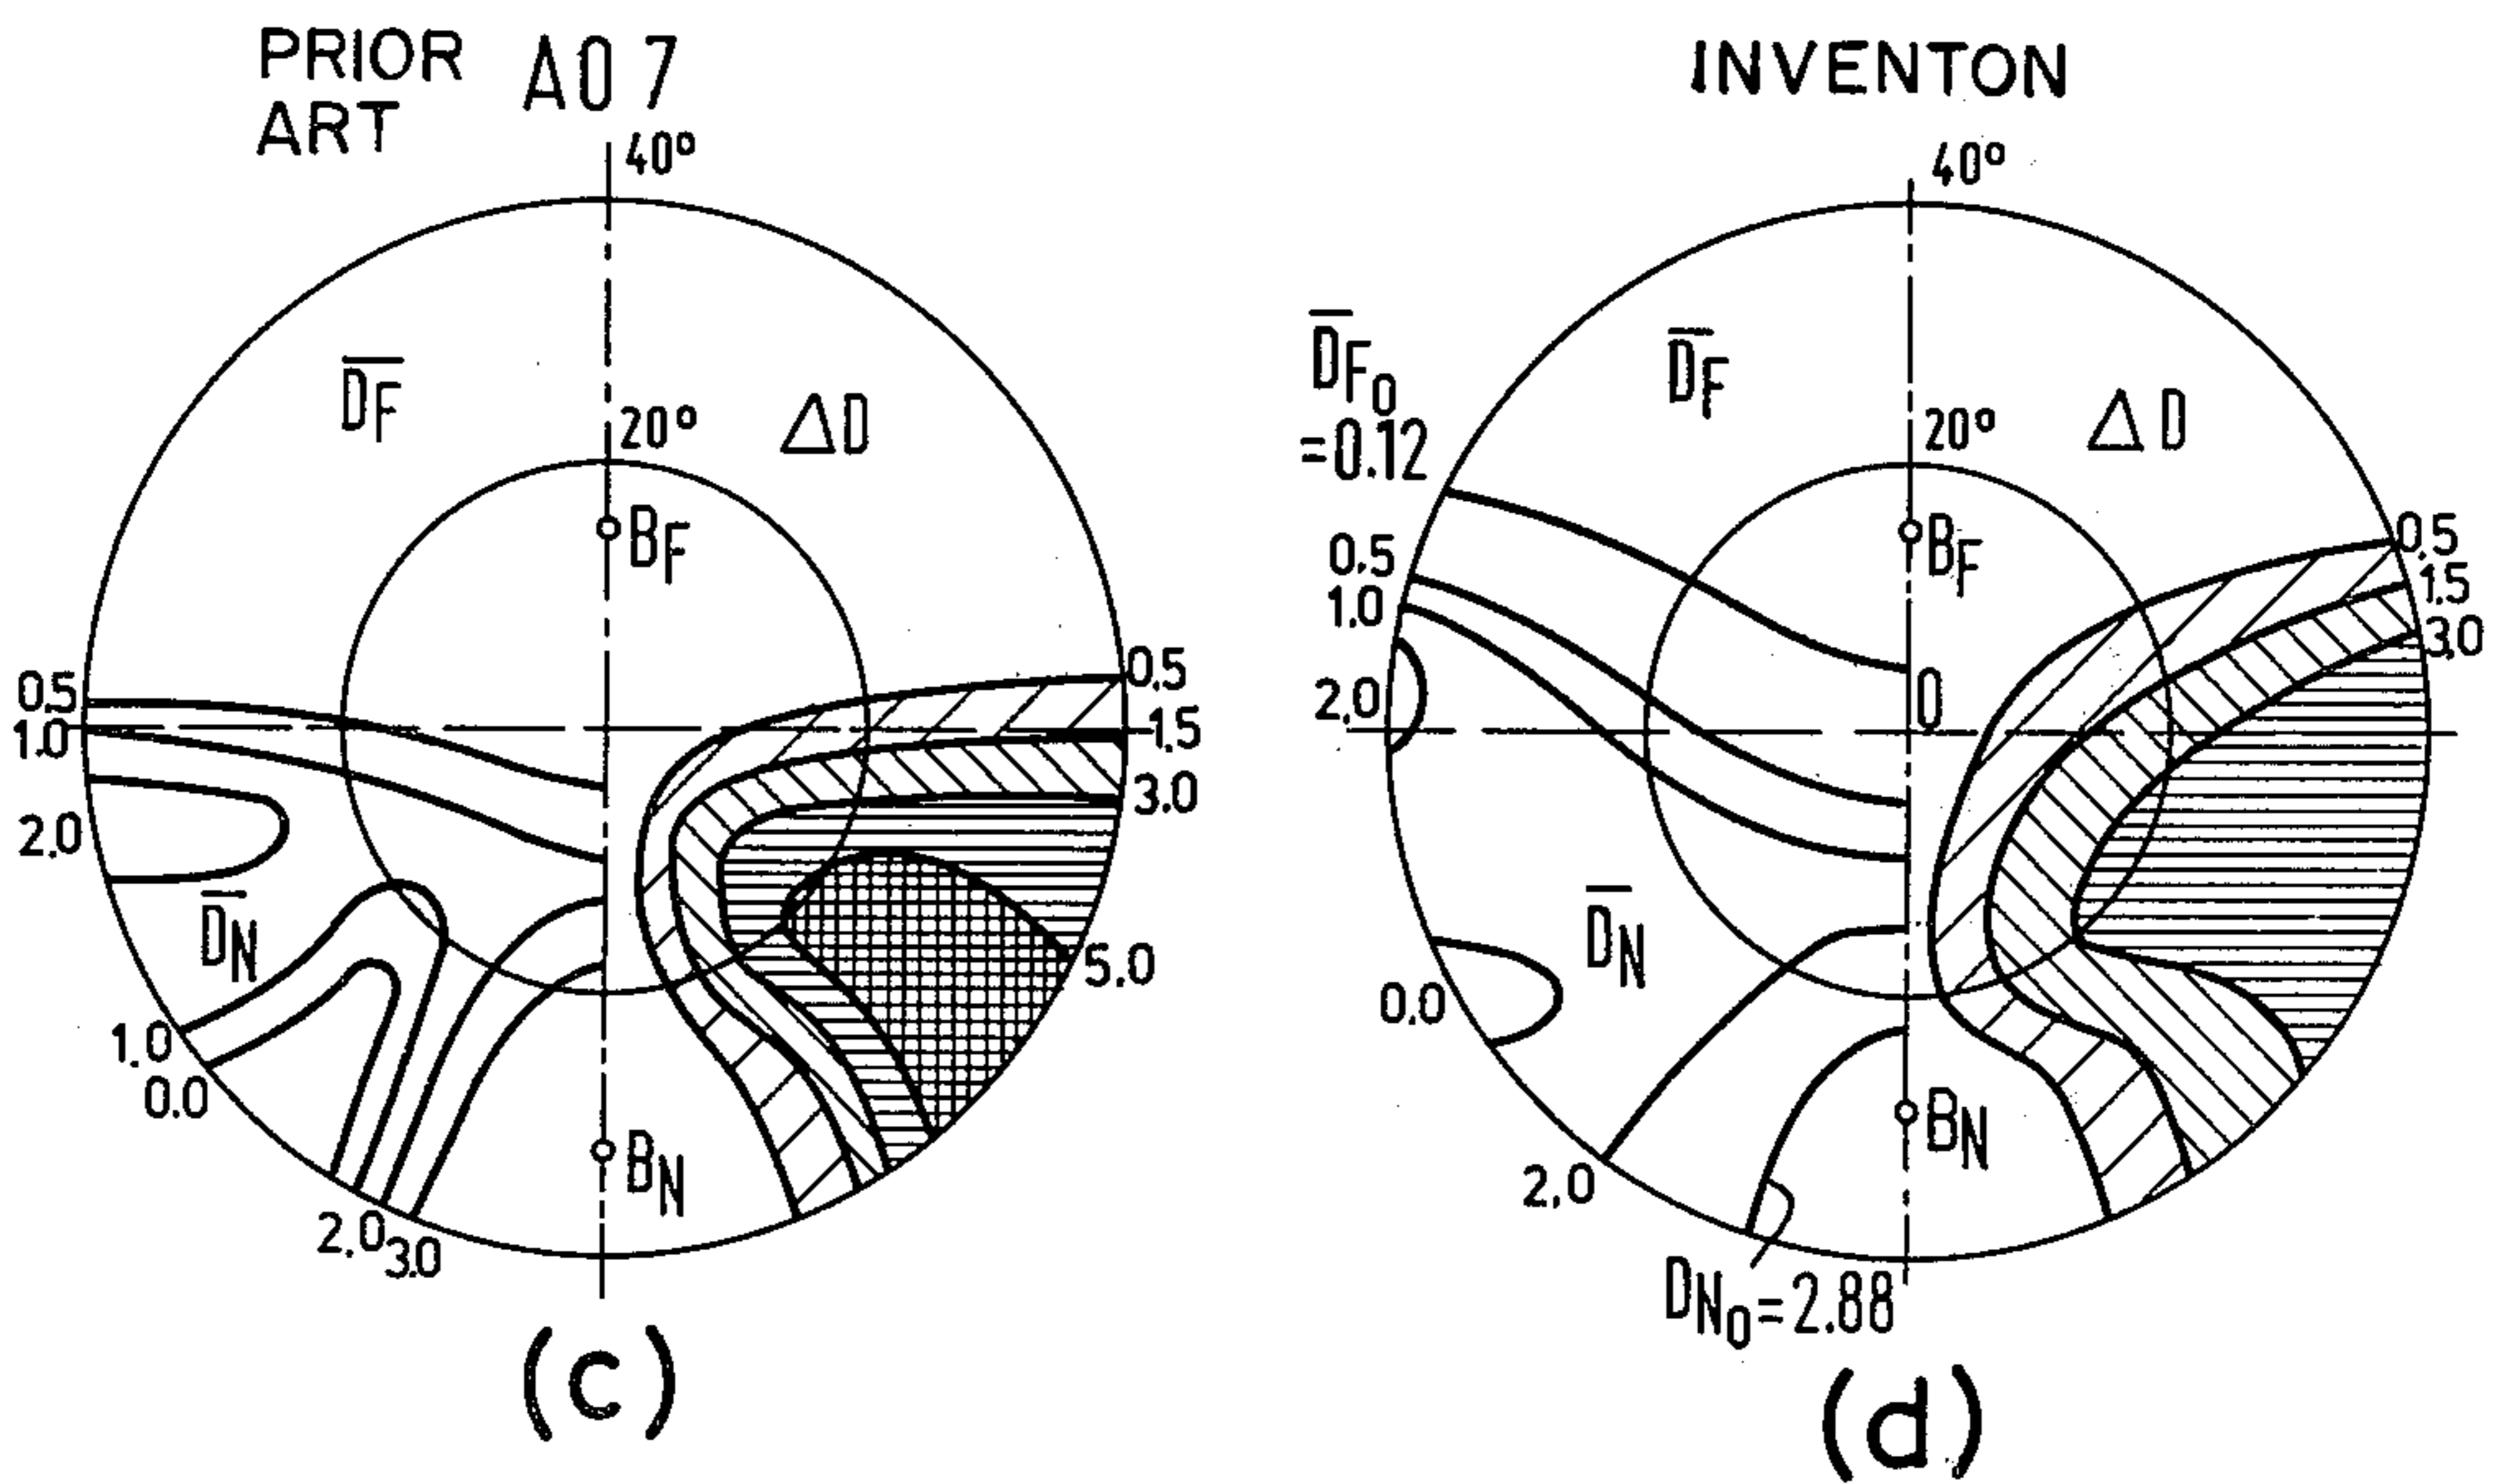 PRIOR
ART
AO 7
40°
D̅F
ΔD
20°
BF
0.5
1.0
2.0
D̅N
1.0
0.0
2.0
3.0
BN
0.5
1.5
3.0
5.0
(c)
INVENTON
40°
D̅F0
=0.12
D̅F
ΔD
20°
BF
0.5
1.0
2.0
0
0.5
1.5
3.0
D̅N
0.0
BN
2.0
DN0=2.88
(d)